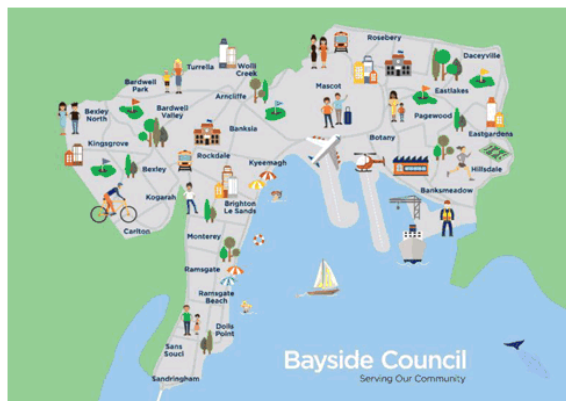 Rosebery
Daceyville
Turrella
Wolli
Creek
Bardwell
Park
Mascot
Eastlakes
Arncliffe
Bexley
North
Bardwell
Valley
Pagewood
Banksia
Botany
Eastgardens
Kingsgrove
Rockdale
Kyeemagh
Bexley
Hillsdale
Kogarah
Brighton
Le Sands
Banksmeadow
Carlton
Monterey
Ramsgate
Ramsgate
Beach
Dolls
Point
Sans
Souci
Sandringham
Bayside Council
Serving Our Community